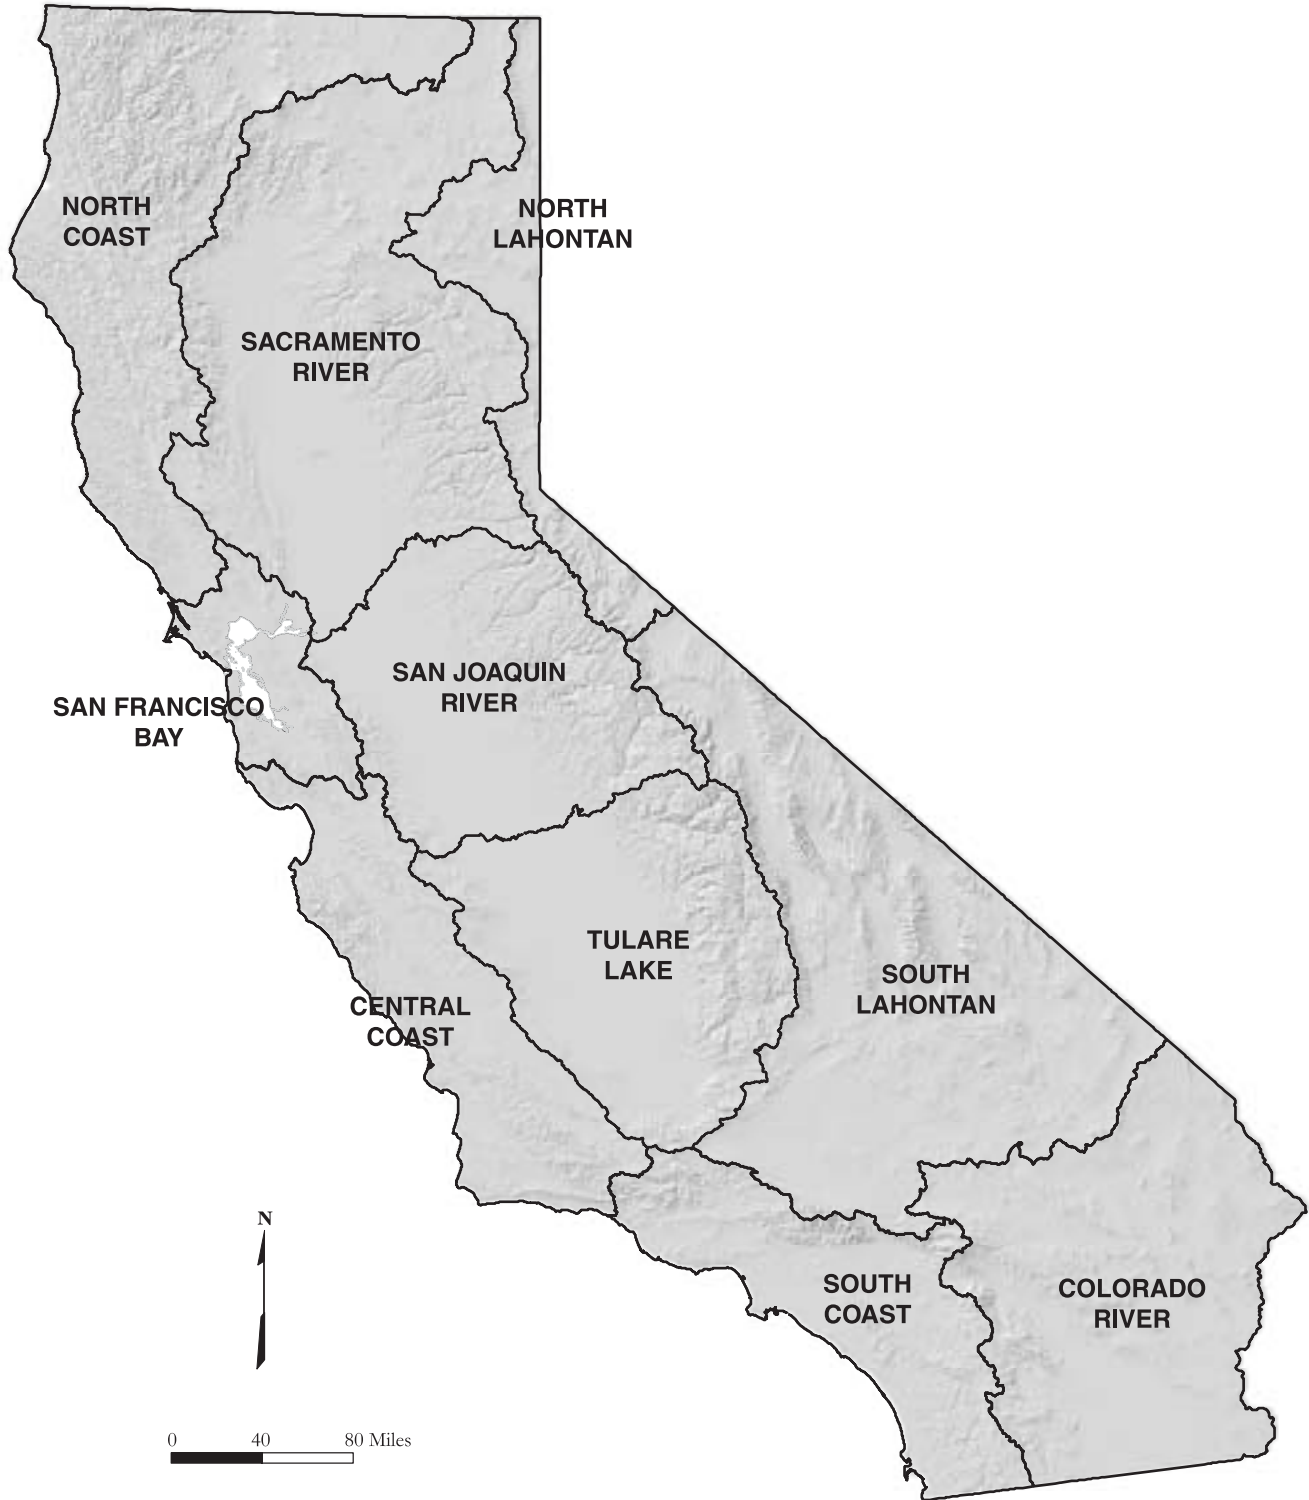 NORTH
COAST
NORTH
LAHONTAN
SACRAMENTO
RIVER
SAN JOAQUIN
RIVER
SAN FRANCISCO
BAY
TULARE
LAKE
SOUTH
LAHONTAN
CENTRAL
COAST
N
SOUTH
COAST
COLORADO
RIVER
0 40 80 Miles